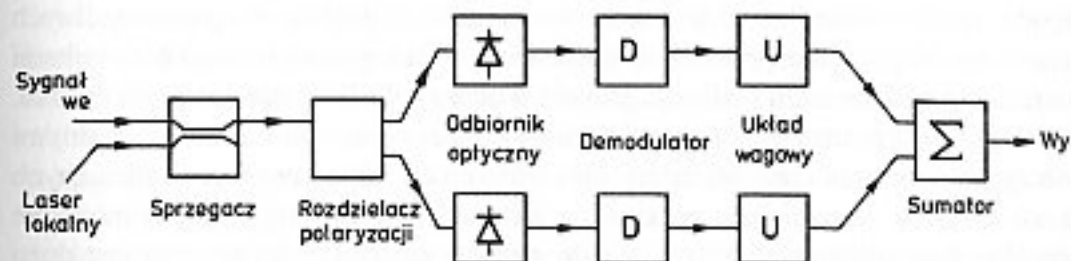 Sygnał
we
Laser
lokalny
Sprzęgacz
Rozdzielacz
polaryzacji
Odbiornik
optyczny
D
Demodulator
D
U
Układ
wagowy
U
Σ
Sumator
Wy